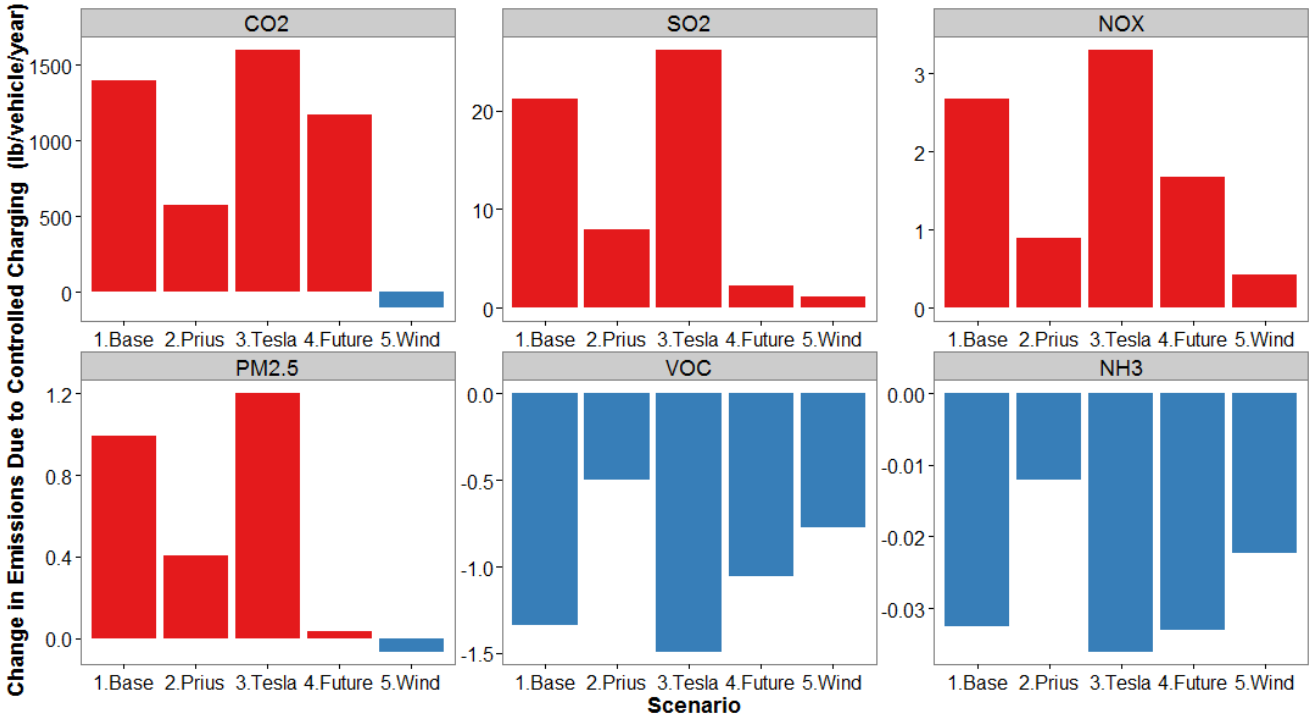 Change in Emissions Due to Controlled Charging (lb/vehicle/year)
CO2
1500
1000
500
0
1.Base 2.Prius 3.Tesla 4.Future 5.Wind
SO2
20
10
0
1.Base 2.Prius 3.Tesla 4.Future 5.Wind
NOX
3
2
1
0
1.Base 2.Prius 3.Tesla 4.Future 5.Wind
PM2.5
1.2
0.8
0.4
0.0
1.Base 2.Prius 3.Tesla 4.Future 5.Wind
VOC
0.0
-0.5
-1.0
-1.5
1.Base 2.Prius 3.Tesla 4.Future 5.Wind
NH3
0.00
-0.01
-0.02
-0.03
1.Base 2.Prius 3.Tesla 4.Future 5.Wind
Scenario